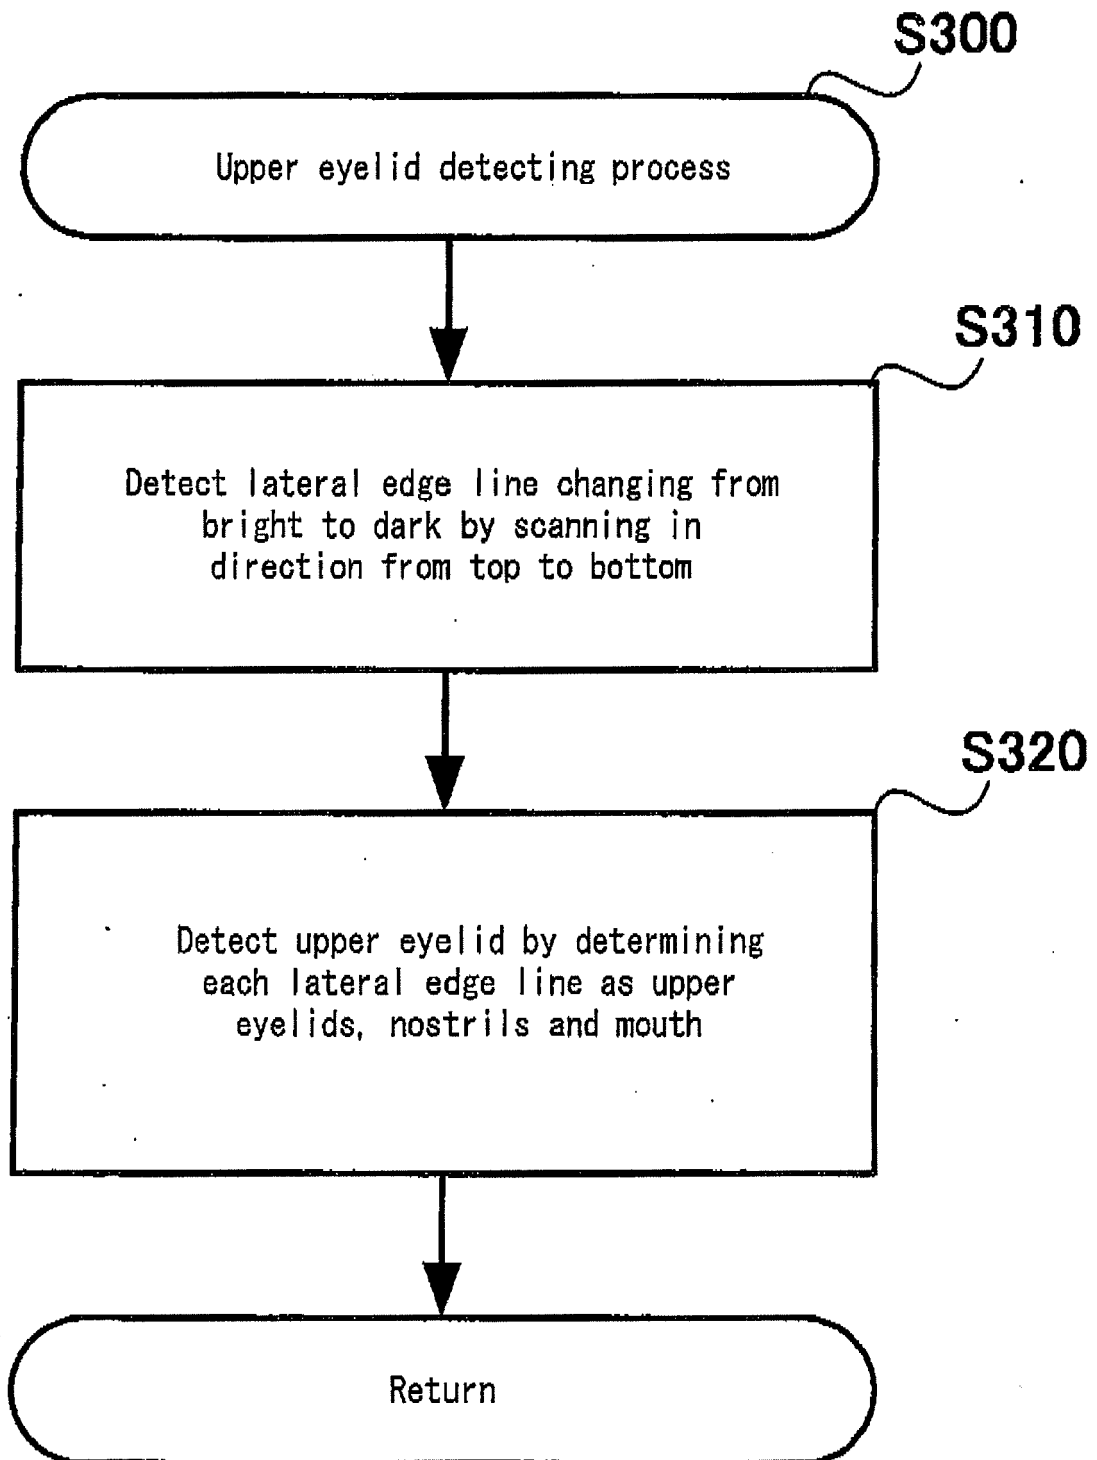 S300
Upper eyelid detecting process
S310
Detect lateral edge line changing from
bright to dark by scanning in
direction from top to bottom
S320
Detect upper eyelid by determining
each lateral edge line as upper
eyelids, nostrils and mouth
Return